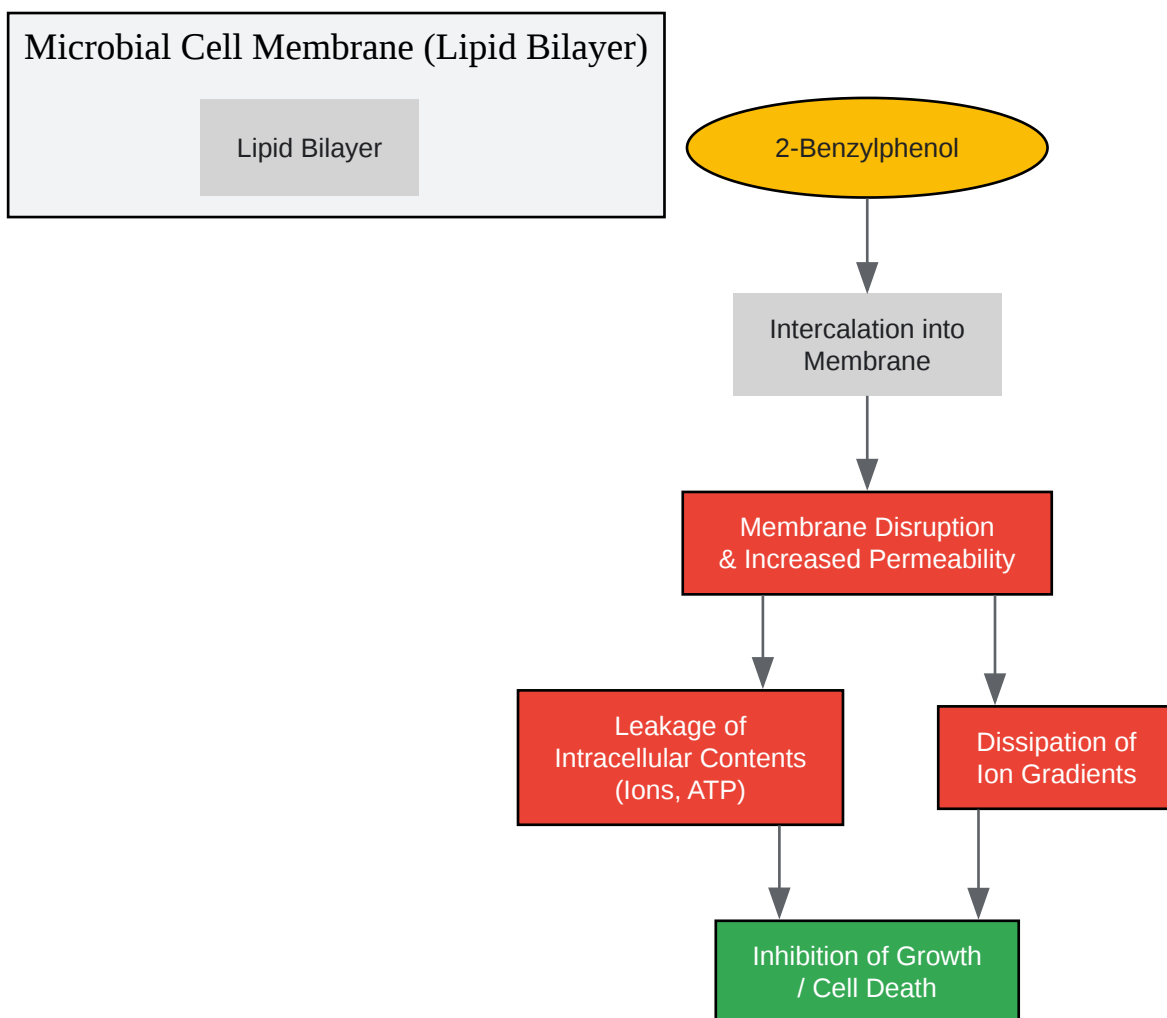 Microbial Cell Membrane (Lipid Bilayer)
Lipid Bilayer
2-Benzylphenol
Intercalation into
Membrane
Membrane Disruption
& Increased Permeability
Leakage of
Intracellular Contents
(Ions, ATP)
Dissipation of
Ion Gradients
Inhibition of Growth
/ Cell Death